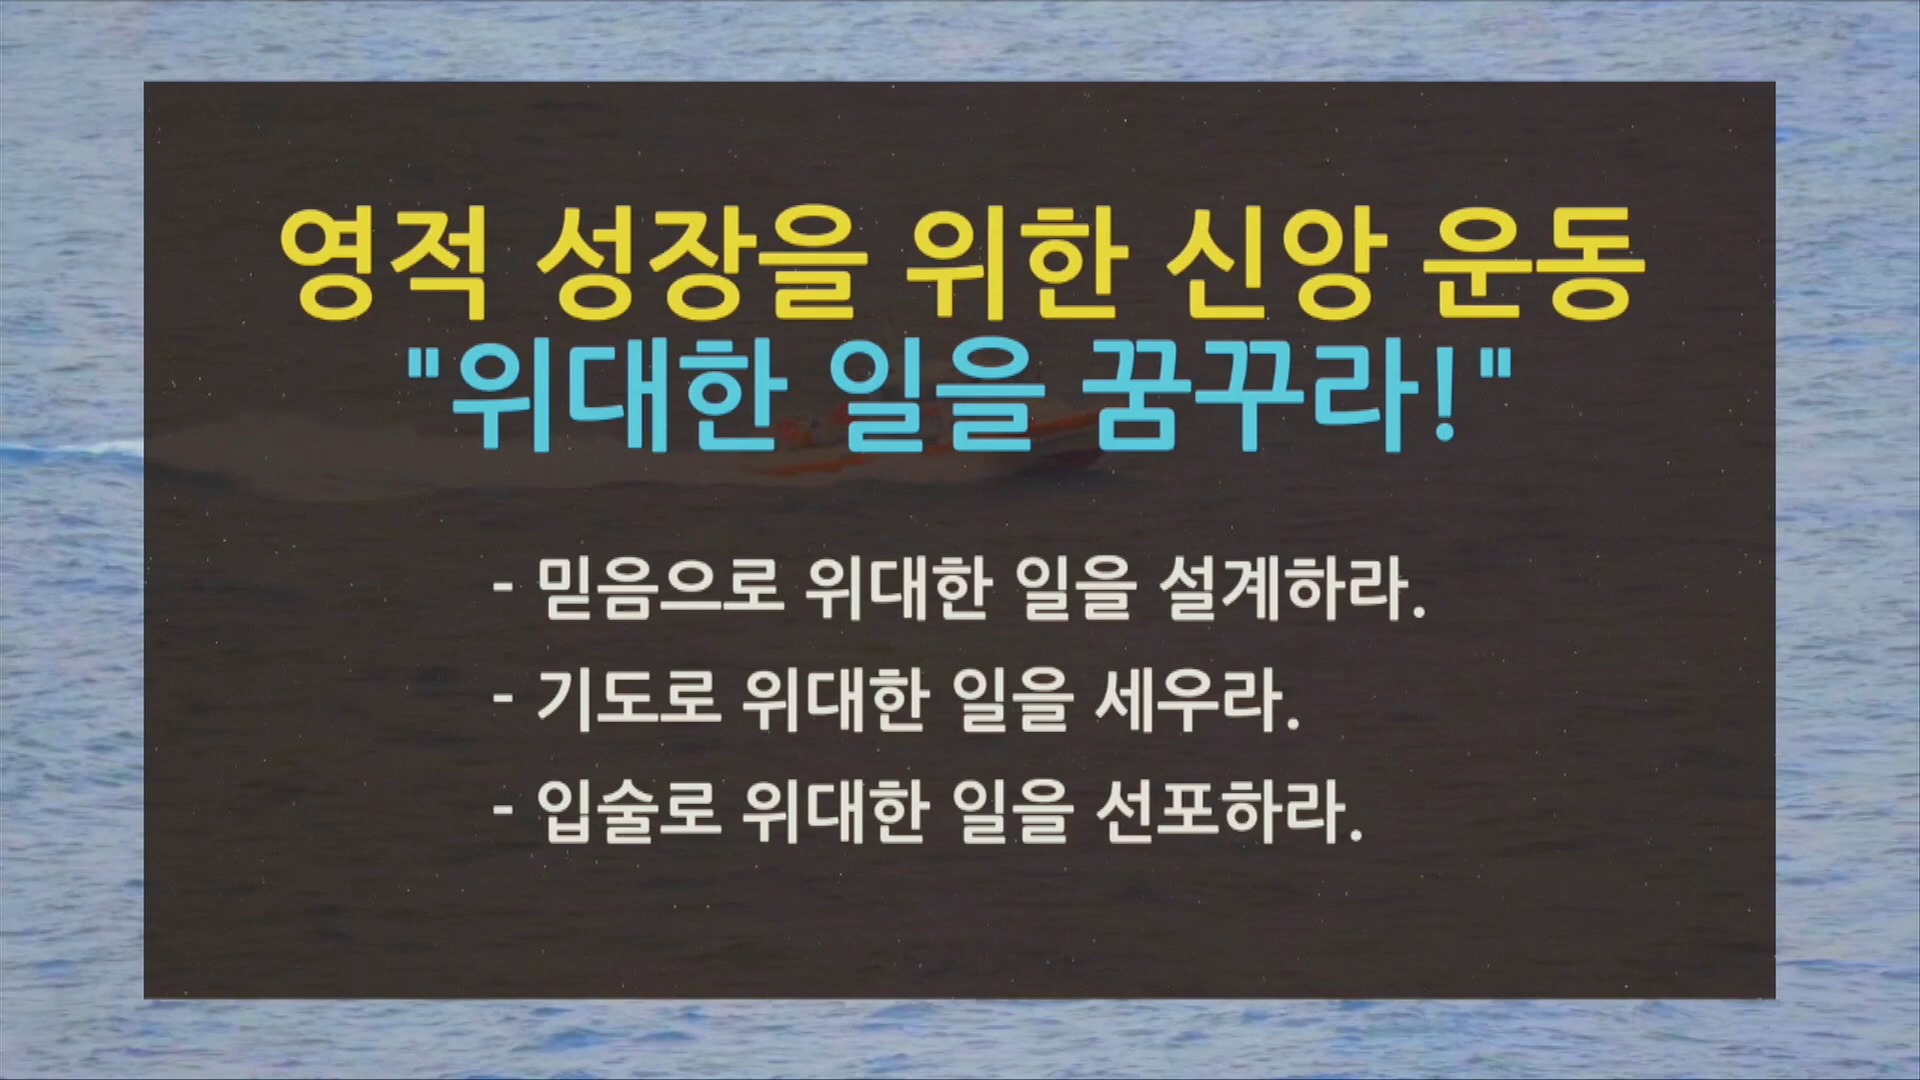 영적 성장을 위한 신앙 운동
"위대한 일을 꿈꾸라!"
- 믿음으로 위대한 일을 설계하라.
- 기도로 위대한 일을 세우라.
- 입술로 위대한 일을 선포하라.